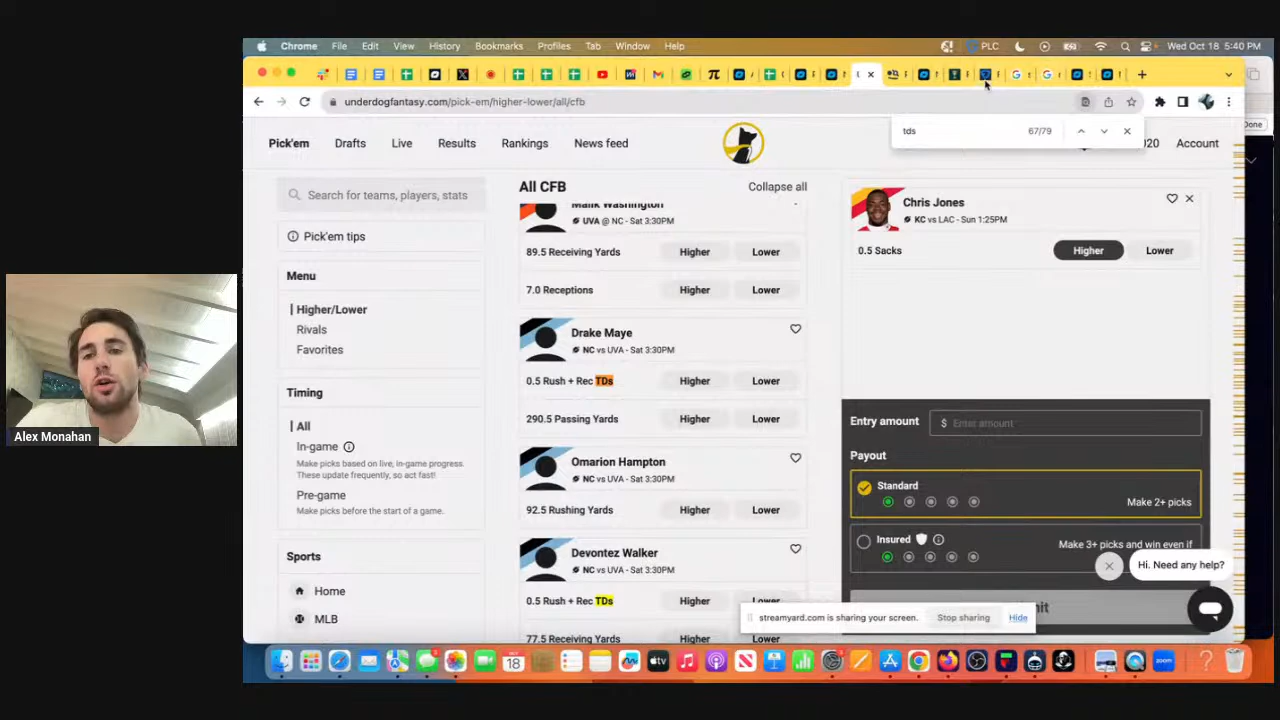 Chrome File Edit View History Bookmarks Profiles Tab Window Help
PLC Wed Oct 18 5:40 PM
underdogfantasy.com/pick-em/higher-lower/all/cfb
tds 67/79
Done
Pick'em Drafts Live Results Rankings News feed
2020 Account
Search for teams, players, stats
Pick'em tips
Menu
Higher/Lower
Rivals
Favorites
Timing
All
In-game
Make picks based on live, in-game progress.
These update frequently, so act fast!
Pre-game
Make picks before the start of a game.
Sports
Home
MLB
All CFB Collapse all
Malik Washington
UVA @ NC - Sat 3:30PM
89.5 Receiving Yards Higher Lower
7.0 Receptions Higher Lower
Drake Maye
NC vs UVA - Sat 3:30PM
0.5 Rush + Rec TDs Higher Lower
290.5 Passing Yards Higher Lower
Omarion Hampton
NC vs UVA - Sat 3:30PM
92.5 Rushing Yards Higher Lower
Devontez Walker
NC vs UVA - Sat 3:30PM
0.5 Rush + Rec TDs Higher Lower
77.5 Receiving Yards Higher Lower
Chris Jones
KC vs LAC - Sun 1:25PM
0.5 Sacks Higher Lower
Entry amount $ Enter amount
Payout
Standard
Make 2+ picks
Insured
Make 3+ picks and win even if
Hi. Need any help?
streamyard.com is sharing your screen. Stop sharing Hide
Alex Monahan
OCT
18
tv
zoom